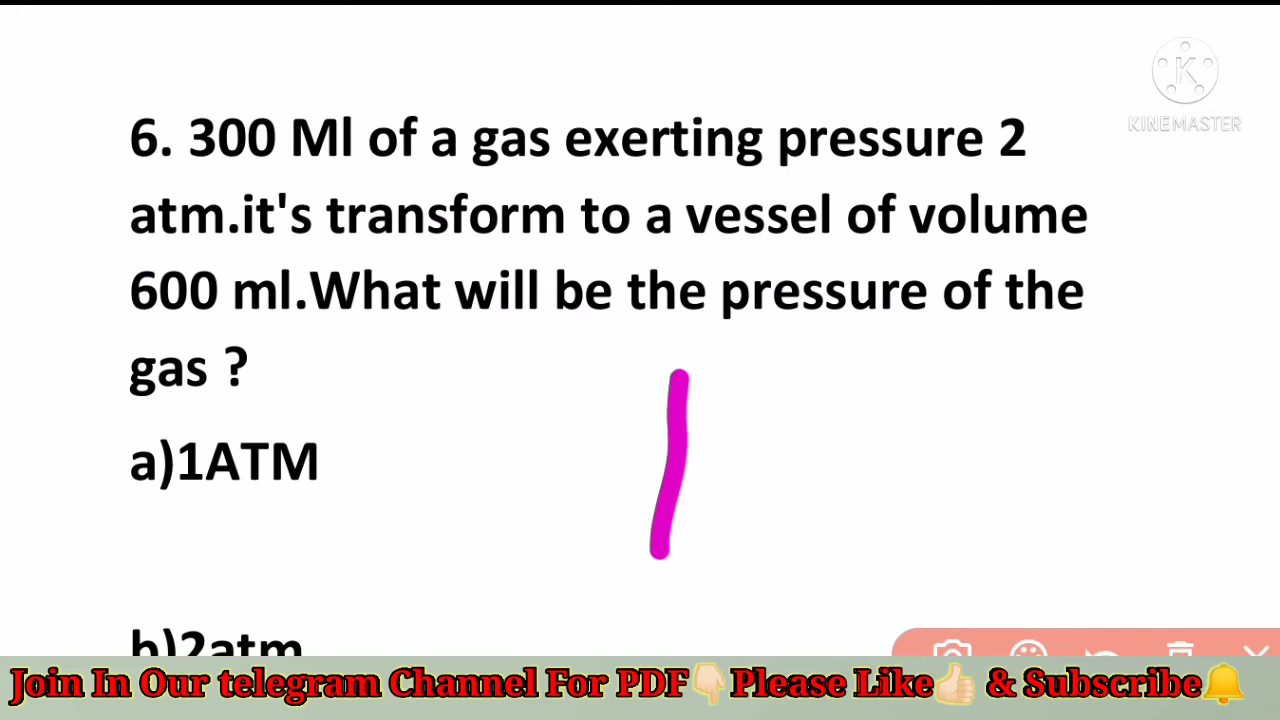 KINEMASTER
6. 300 Ml of a gas exerting pressure 2
atm.it's transform to a vessel of volume
600 ml.What will be the pressure of the
gas ?
a)1ATM
b)2atm
Join In Our telegram Channel For PDF👇🏻Please Like👍🏻 & Subscribe🔔